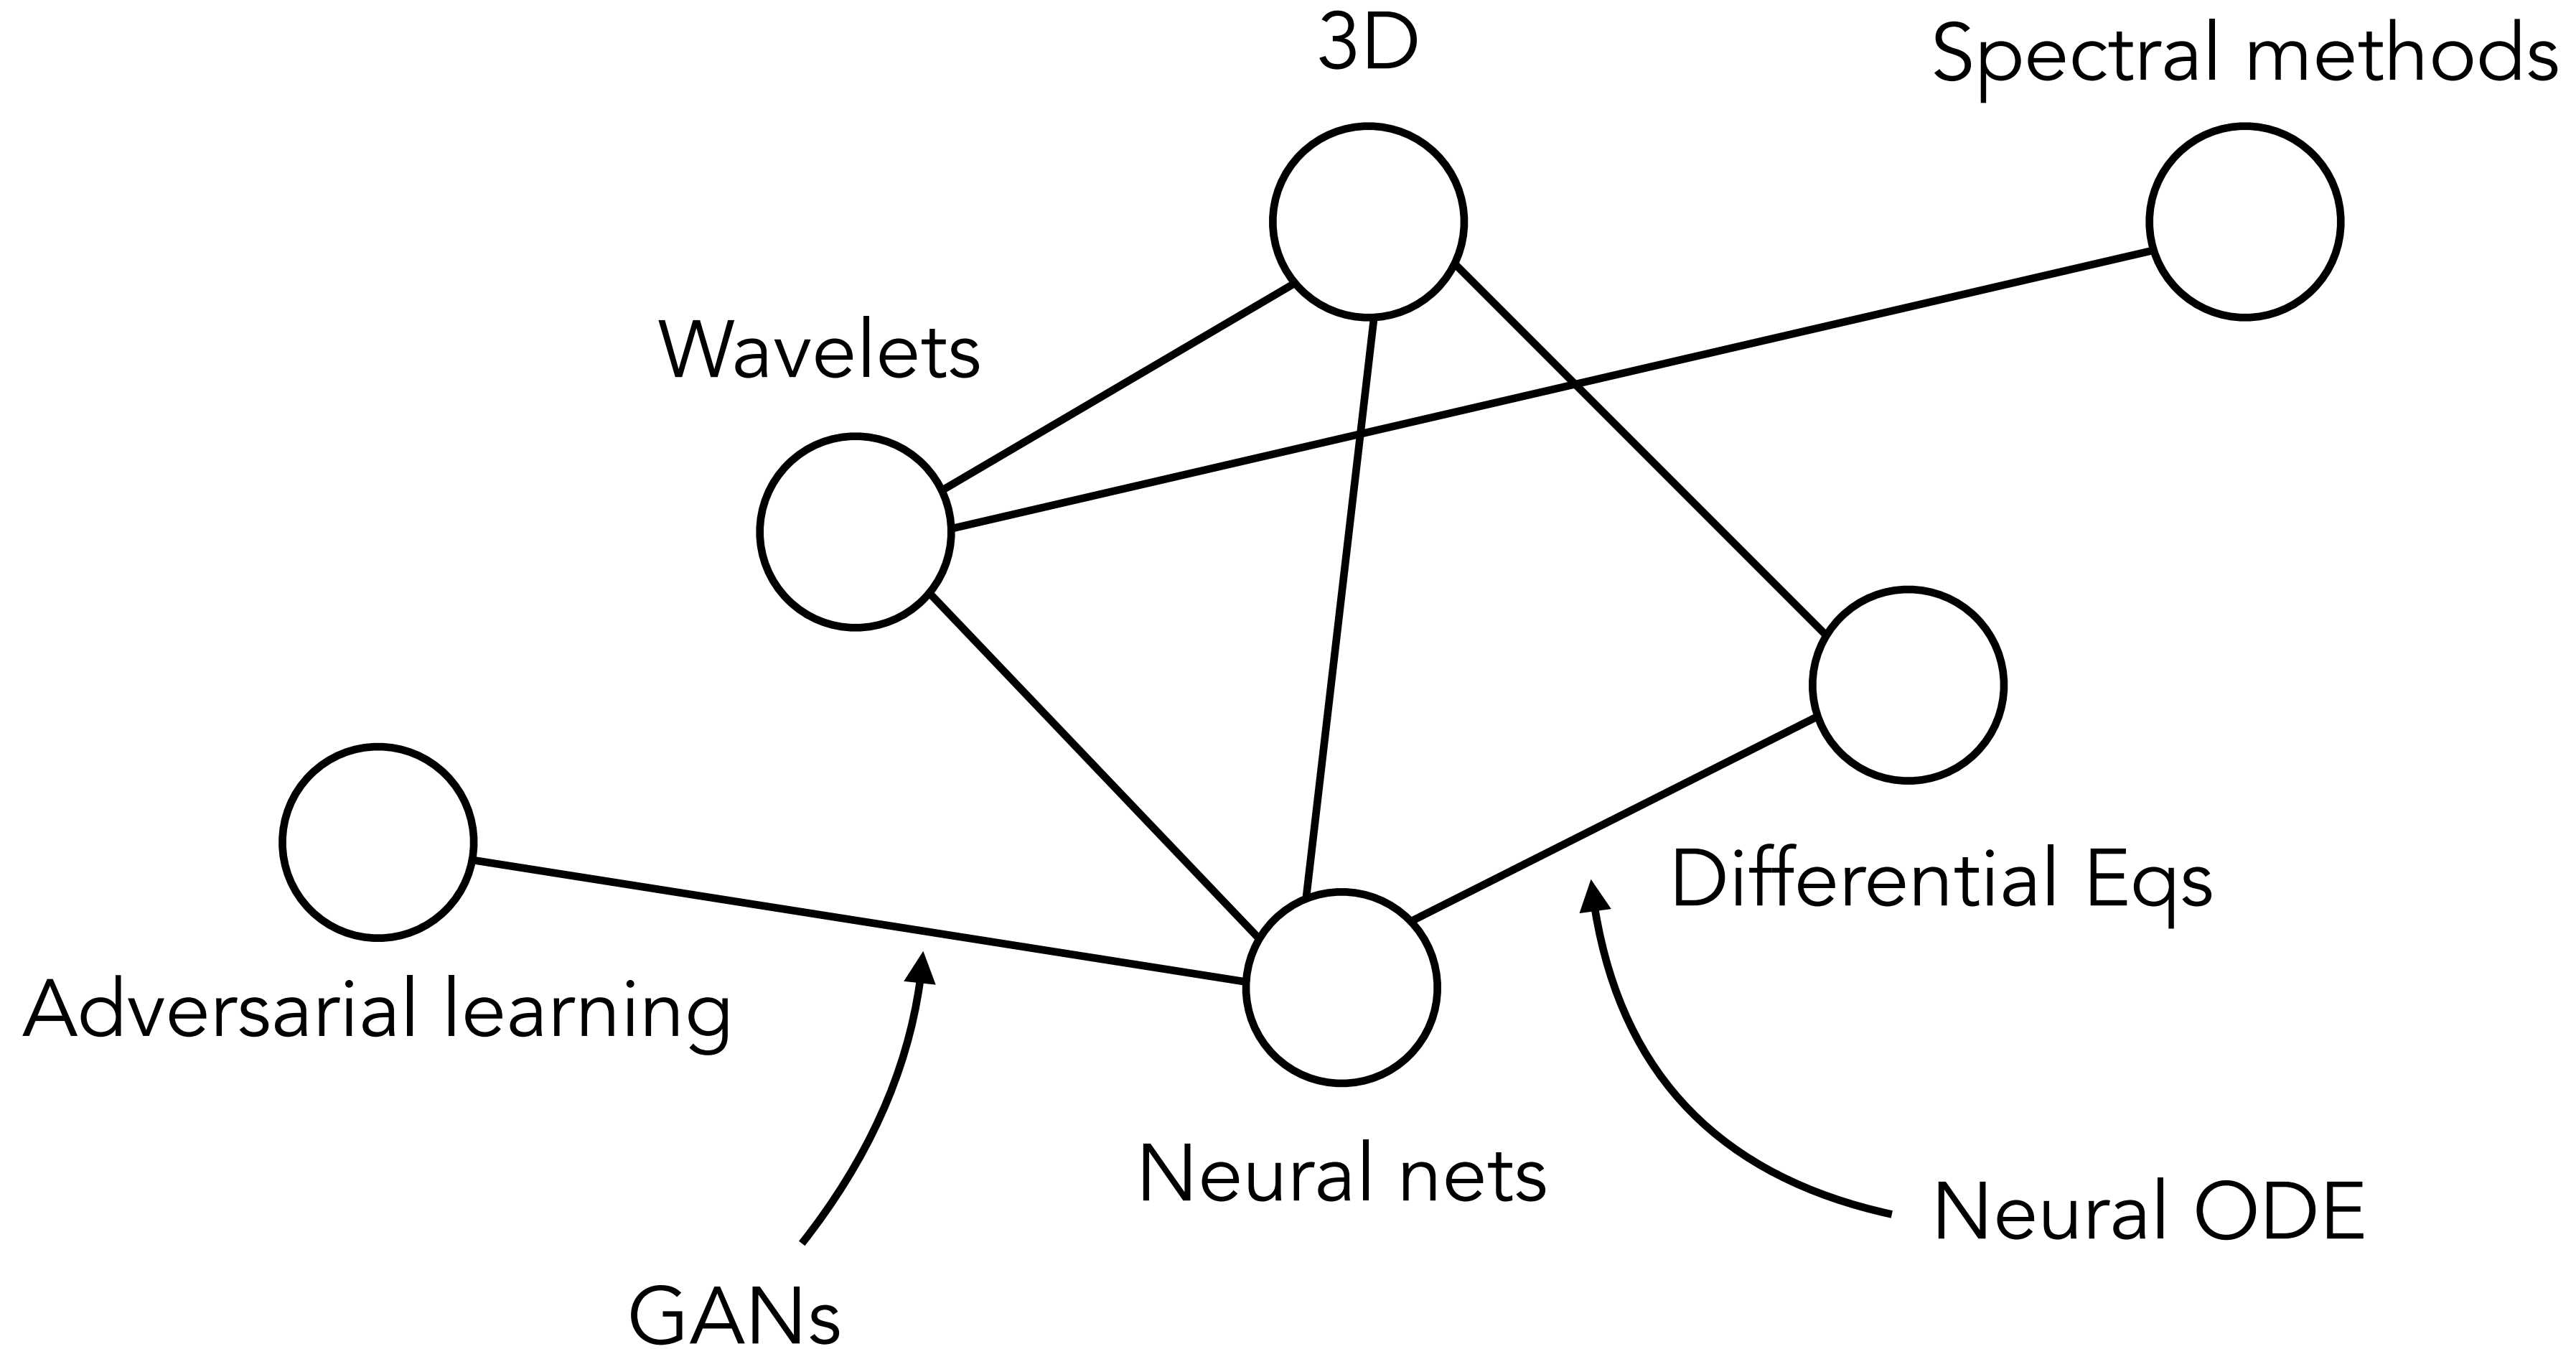 3D
Spectral methods
Wavelets
Differential Eqs
Adversarial learning
Neural nets
Neural ODE
GANs